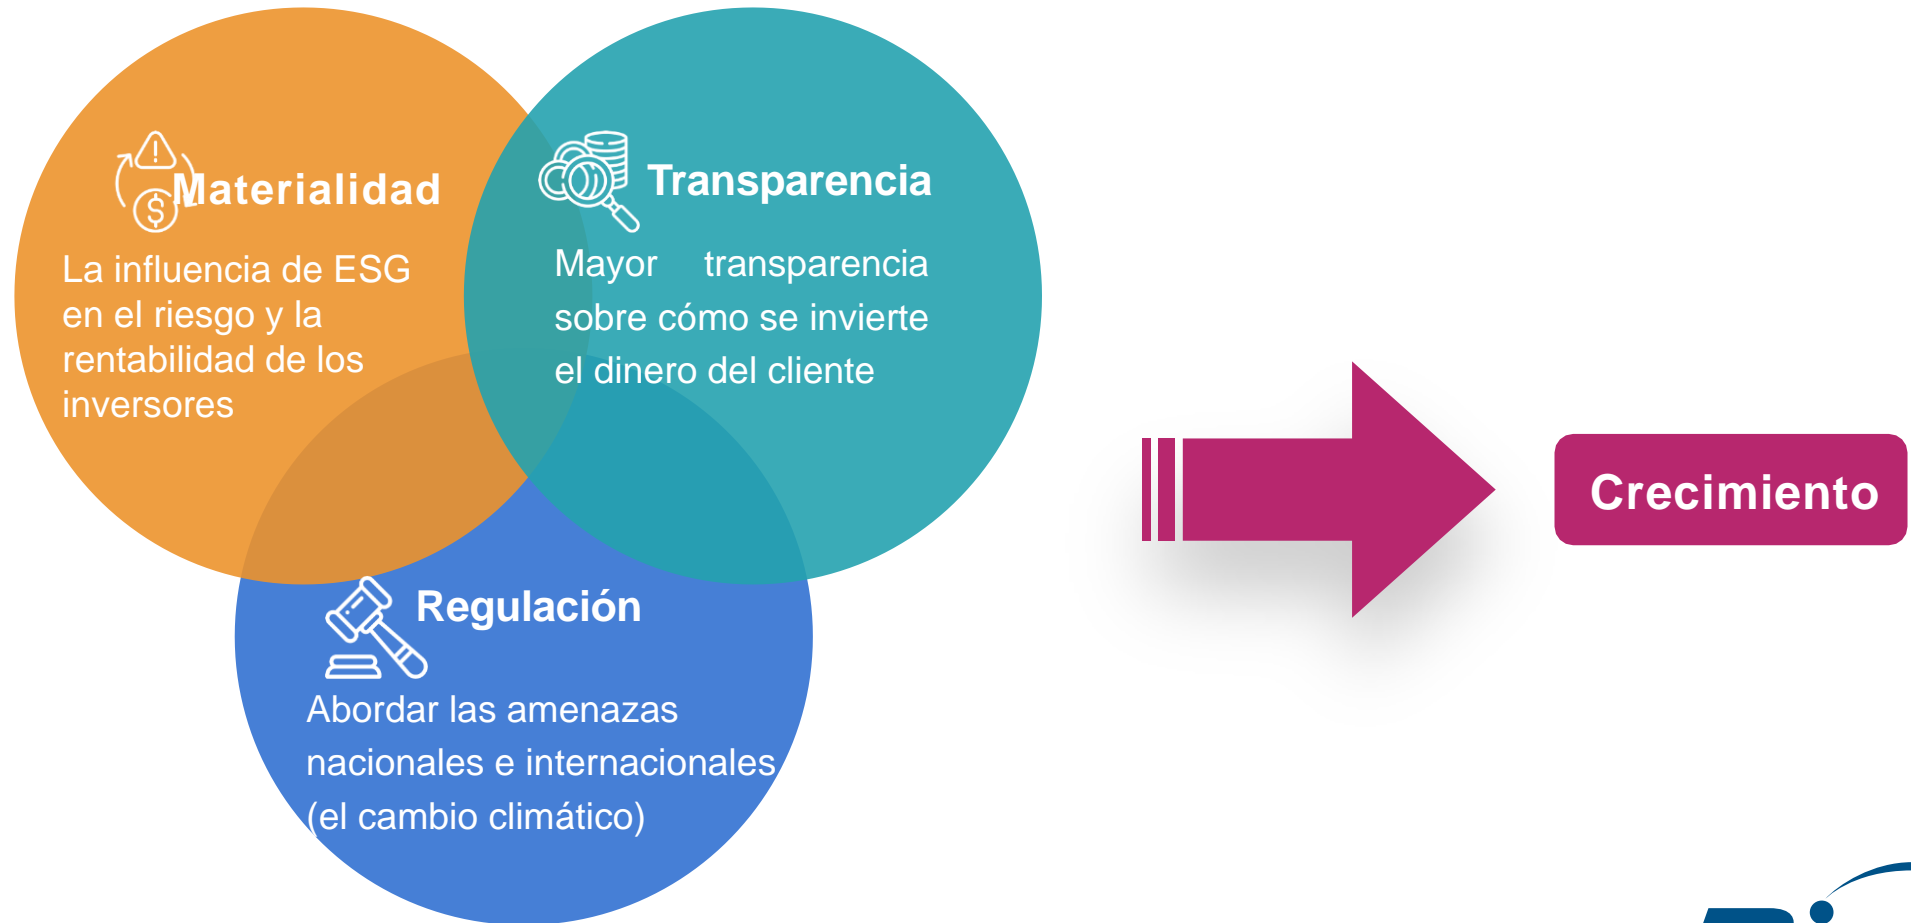 Materialidad
La influencia de ESG
en el riesgo y la
rentabilidad de los
inversores
Transparencia
Mayor transparencia
sobre cómo se invierte
el dinero del cliente
Regulación
Abordar las amenazas
nacionales e internacionales
(el cambio climático)
Crecimiento